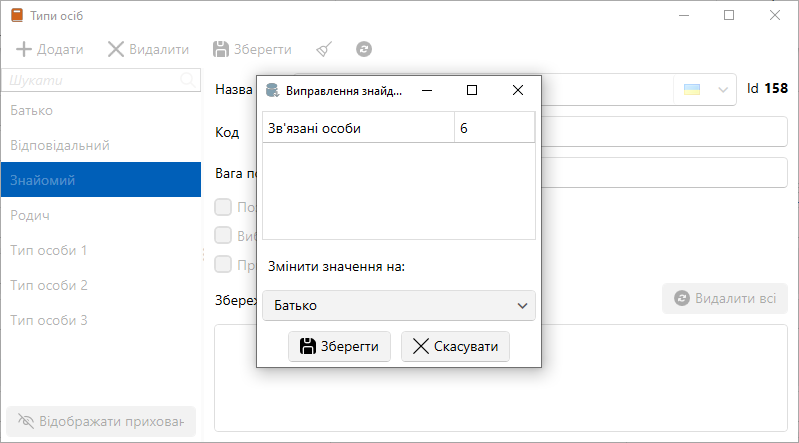 Типи осіб
Додати Видалити Зберегти
Шукати
Батько
Відповідальний
Знайомий
Родич
Тип особи 1
Тип особи 2
Тип особи 3
Відображати прихован
Назва
Id 158
Код
Вага по
По
Виб
Пр
Збереж
Видалити всі
Виправлення знайд...
Зв'язані особи 6
Змінити значення на:
Батько
Зберегти Скасувати